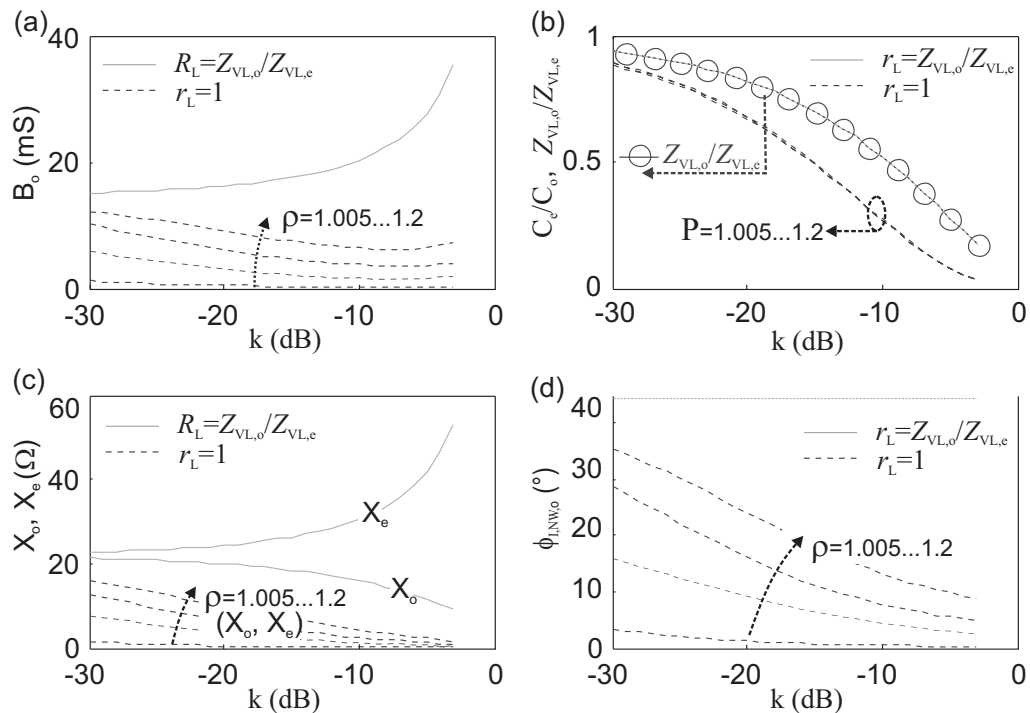 (a)
B_o (mS)
40
20
0
R_L=Z_VL,o/Z_VL,e
r_L=1
ρ=1.005...1.2
-30 -20 -10 0
k (dB)
(b)
C_e/C_o, Z_VL,o/Z_VL,e
1
0.5
0
r_L=Z_VL,o/Z_VL,e
r_L=1
Z_VL,o/Z_VL,e
P=1.005...1.2
-30 -20 -10 0
k (dB)
(c)
X_o, X_e (Ω)
60
40
20
0
R_L=Z_VL,o/Z_VL,e
r_L=1
X_e
X_o
ρ=1.005...1.2
(X_o, X_e)
-30 -20 -10 0
k (dB)
(d)
ϕ_I,NW,o (°)
40
30
20
10
0
r_L=Z_VL,o/Z_VL,e
r_L=1
ρ=1.005...1.2
-30 -20 -10 0
k (dB)